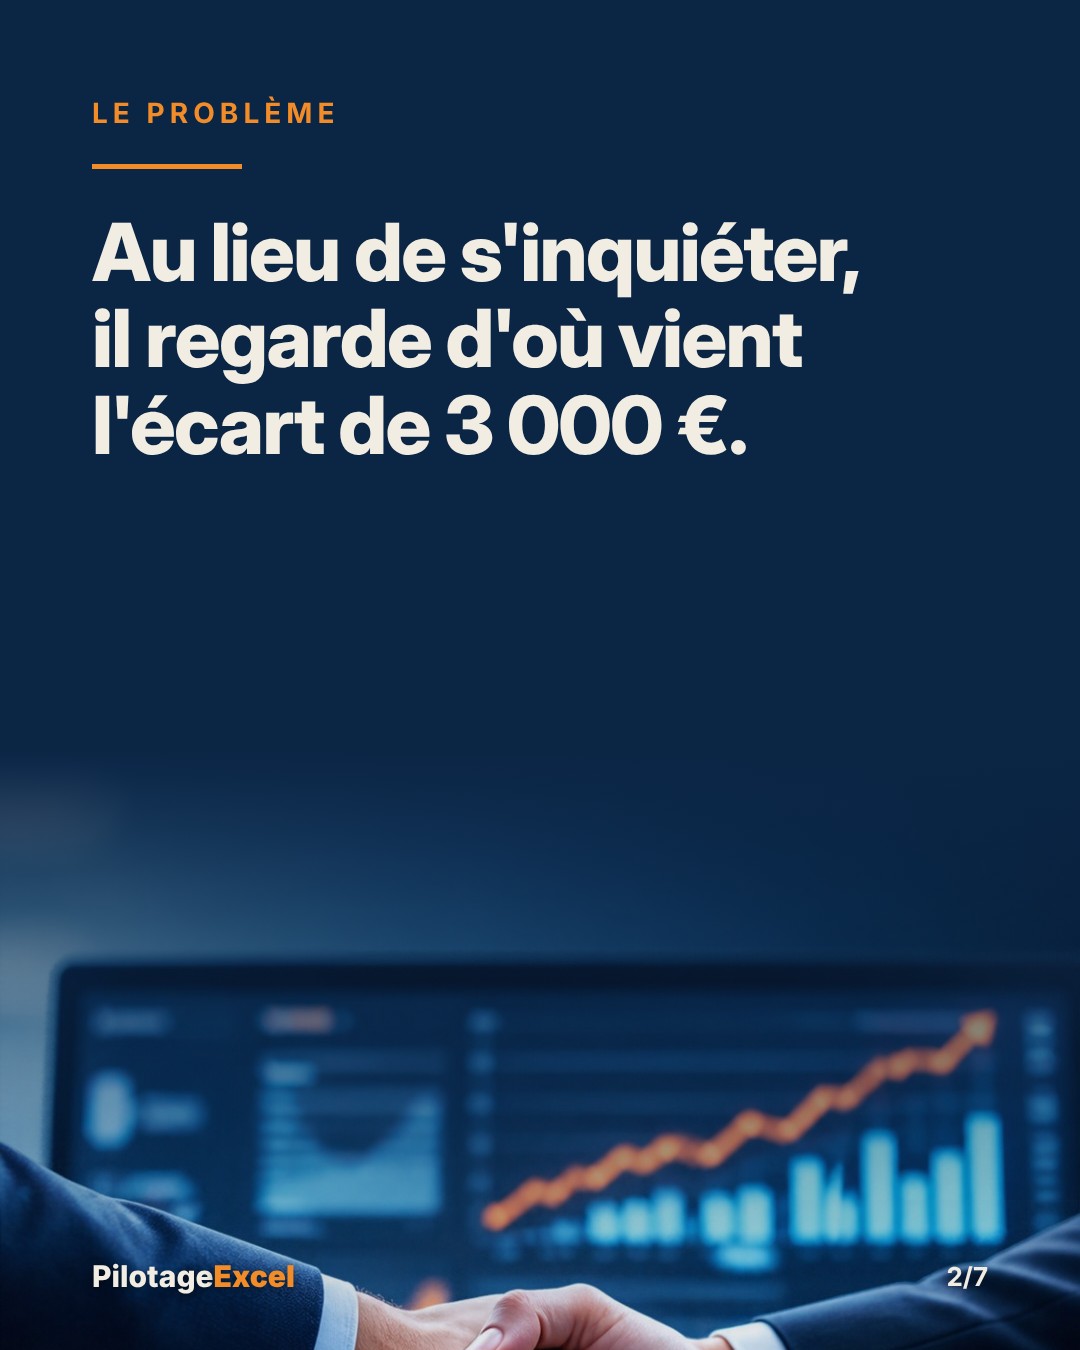 LE PROBLÈME
Au lieu de s'inquiéter,
il regarde d'où vient
l'écart de 3 000 €.
PilotageExcel
2/7